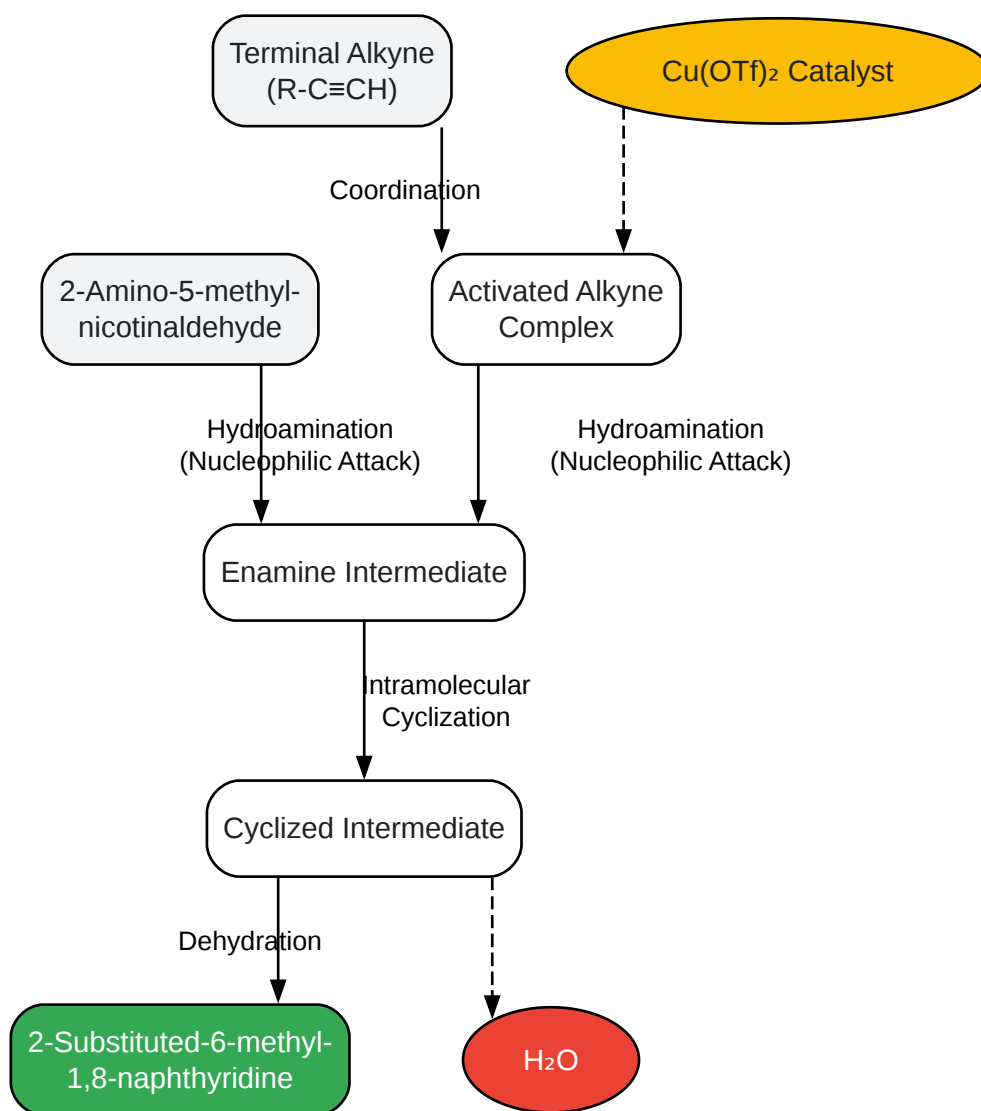 Terminal Alkyne
(R-C≡CH)
Cu(OTf)₂ Catalyst
Coordination
2-Amino-5-methyl-
nicotinaldehyde
Activated Alkyne
Complex
Hydroamination
(Nucleophilic Attack)
Hydroamination
(Nucleophilic Attack)
Enamine Intermediate
Intramolecular
Cyclization
Cyclized Intermediate
Dehydration
2-Substituted-6-methyl-
1,8-naphthyridine
H₂O